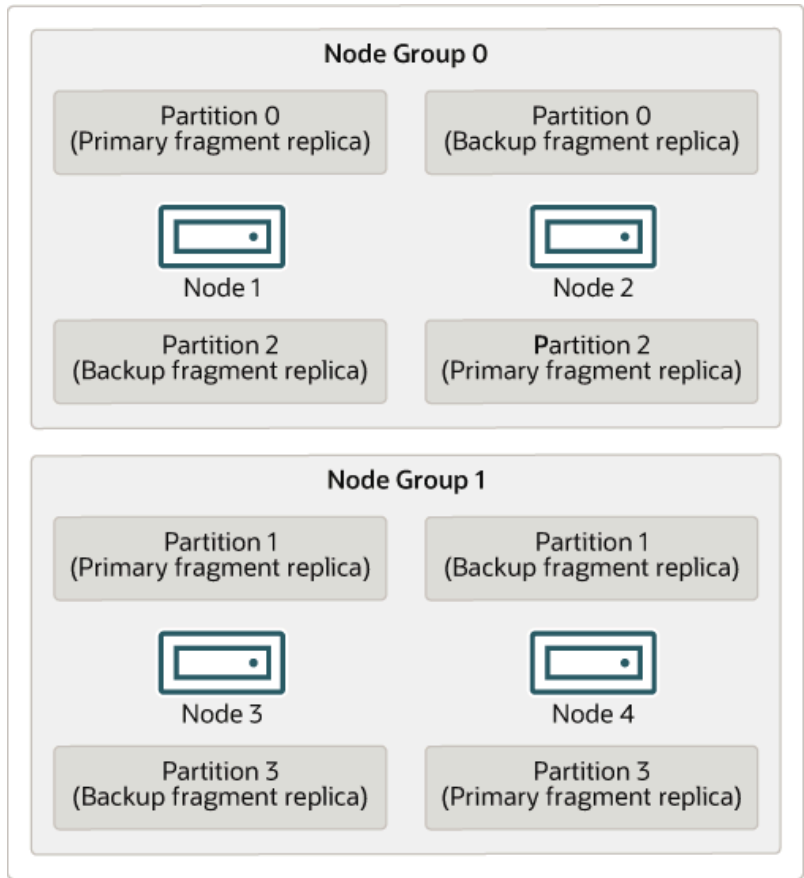 Node Group 0
Partition 0
(Primary fragment replica)
Partition 0
(Backup fragment replica)
Node 1
Node 2
Partition 2
(Backup fragment replica)
Partition 2
(Primary fragment replica)
Node Group 1
Partition 1
(Primary fragment replica)
Partition 1
(Backup fragment replica)
Node 3
Node 4
Partition 3
(Backup fragment replica)
Partition 3
(Primary fragment replica)